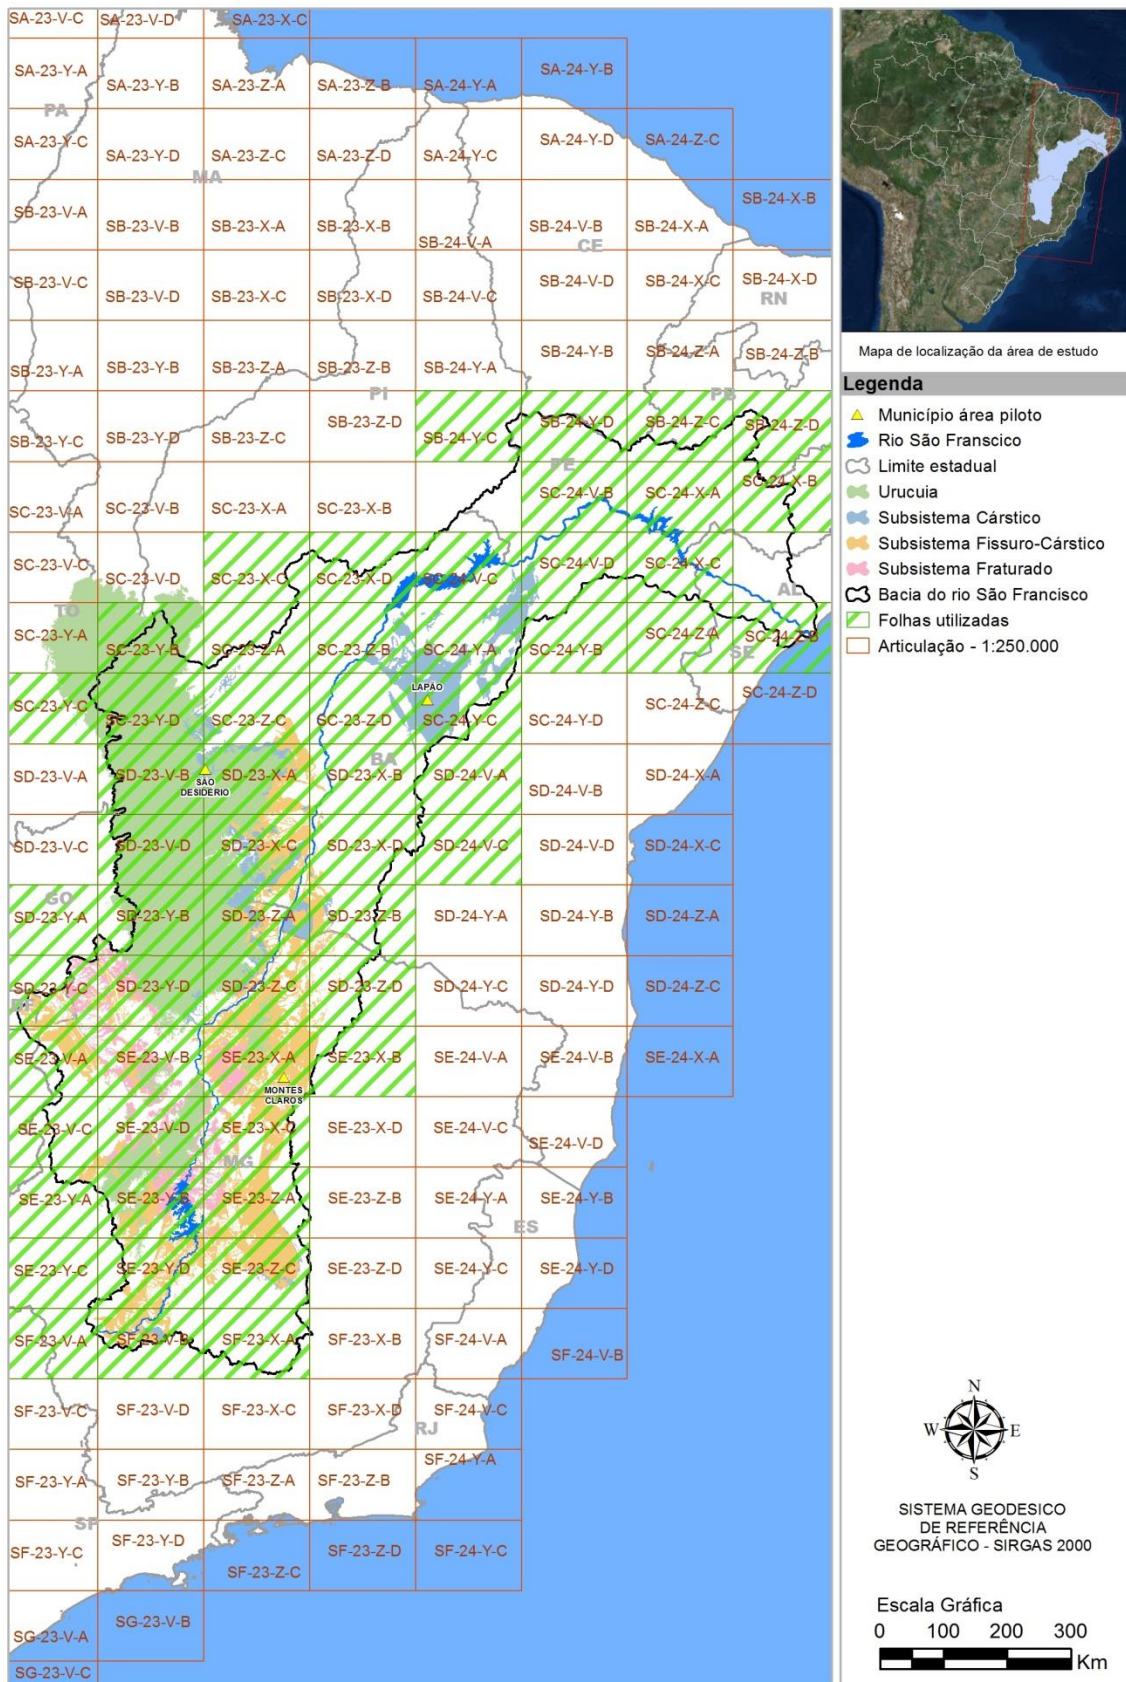 SA-23-V-C SA-23-V-D SA-23-X-C
SA-23-Y-A SA-23-Y-B SA-23-Z-A SA-23-Z-B SA-24-Y-A SA-24-Y-B
PA
SA-23-Y-C SA-23-Y-D SA-23-Z-C SA-23-Z-D SA-24-Y-C SA-24-Y-D SA-24-Z-C
MA
SB-23-V-A SB-23-V-B SB-23-X-A SB-23-X-B SB-24-V-A SB-24-V-B SB-24-X-A SB-24-X-B
CE
SB-23-V-C SB-23-V-D SB-23-X-C SB-23-X-D SB-24-V-C SB-24-V-D SB-24-X-C SB-24-X-D
RN
SB-23-Y-A SB-23-Y-B SB-23-Z-A SB-23-Z-B SB-24-Y-A SB-24-Y-B SB-24-Z-A SB-24-Z-B
PI PB
SB-23-Y-C SB-23-Y-D SB-23-Z-C SB-23-Z-D SB-24-Y-C SB-24-Y-D SB-24-Z-C SB-24-Z-D
PE
SC-23-V-A SC-23-V-B SC-23-X-A SC-23-X-B SC-24-V-B SC-24-X-A SC-24-X-B
SC-23-V-C SC-23-V-D SC-23-X-C SC-23-X-D SC-24-V-C SC-24-V-D SC-24-X-C
TO AL
SC-23-Y-A SC-23-Y-B SC-23-Z-A SC-23-Z-B SC-24-Y-A SC-24-Y-B SC-24-Z-A SC-24-Z-B
SE
LAPÃO
SC-23-Y-C SC-23-Y-D SC-23-Z-C SC-23-Z-D SC-24-Y-C SC-24-Y-D SC-24-Z-C SC-24-Z-D
BA
SD-23-V-A SD-23-V-B SD-23-X-A SD-23-X-B SD-24-V-A SD-24-V-B SD-24-X-A
SÃO
DESIDERIO
SD-23-V-C SD-23-V-D SD-23-X-C SD-23-X-D SD-24-V-C SD-24-V-D SD-24-X-C
GO
SD-23-Y-A SD-23-Y-B SD-23-Z-A SD-23-Z-B SD-24-Y-A SD-24-Y-B SD-24-Z-A
SD-23-Y-C SD-23-Y-D SD-23-Z-C SD-23-Z-D SD-24-Y-C SD-24-Y-D SD-24-Z-C
DF
SE-23-V-A SE-23-V-B SE-23-X-A SE-23-X-B SE-24-V-A SE-24-V-B SE-24-X-A
MONTES
CLAROS
SE-23-V-C SE-23-V-D SE-23-X-C SE-23-X-D SE-24-V-C SE-24-V-D
MG
SE-23-Y-A SE-23-Y-B SE-23-Z-A SE-23-Z-B SE-24-Y-A SE-24-Y-B
ES
SE-23-Y-C SE-23-Y-D SE-23-Z-C SE-23-Z-D SE-24-Y-C SE-24-Y-D
SF-23-V-A SF-23-V-B SF-23-X-A SF-23-X-B SF-24-V-A SF-24-V-B
SF-23-V-C SF-23-V-D SF-23-X-C SF-23-X-D SF-24-V-C
RJ
SF-23-Y-A SF-23-Y-B SF-23-Z-A SF-23-Z-B SF-24-Y-A
SP
SF-23-Y-C SF-23-Y-D SF-23-Z-C SF-23-Z-D SF-24-Y-C
SG-23-V-A SG-23-V-B
SG-23-V-C
Mapa de localização da área de estudo
Legenda
Município área piloto
Rio São Franscico
Limite estadual
Urucuia
Subsistema Cárstico
Subsistema Fissuro-Cárstico
Subsistema Fraturado
Bacia do rio São Francisco
Folhas utilizadas
Articulação - 1:250.000
N
W E
S
SISTEMA GEODESICO
DE REFERÊNCIA
GEOGRÁFICO - SIRGAS 2000
Escala Gráfica
0 100 200 300
Km